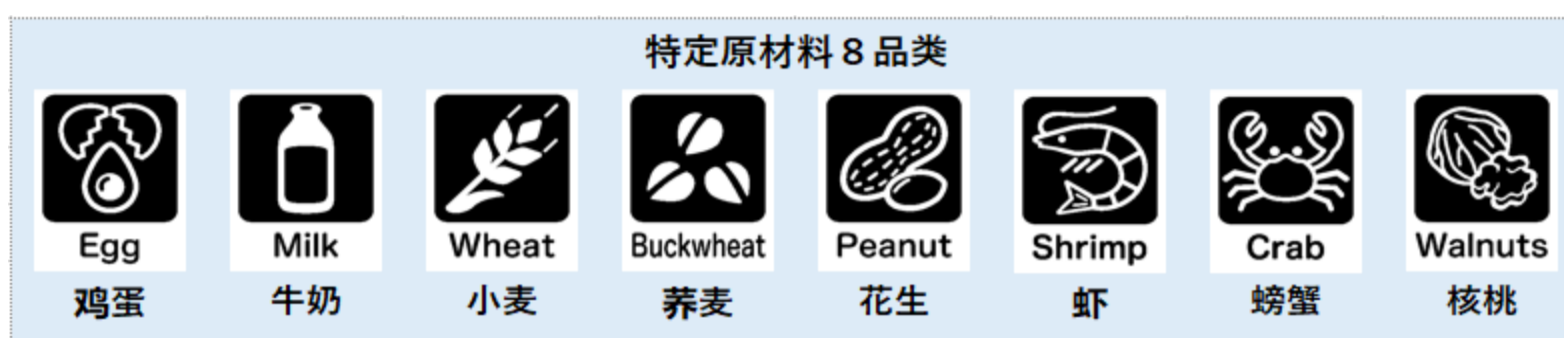 特定原材料８品类
Egg Milk Wheat Buckwheat Peanut Shrimp Crab Walnuts
鸡蛋 牛奶 小麦 荞麦 花生 虾 螃蟹 核桃